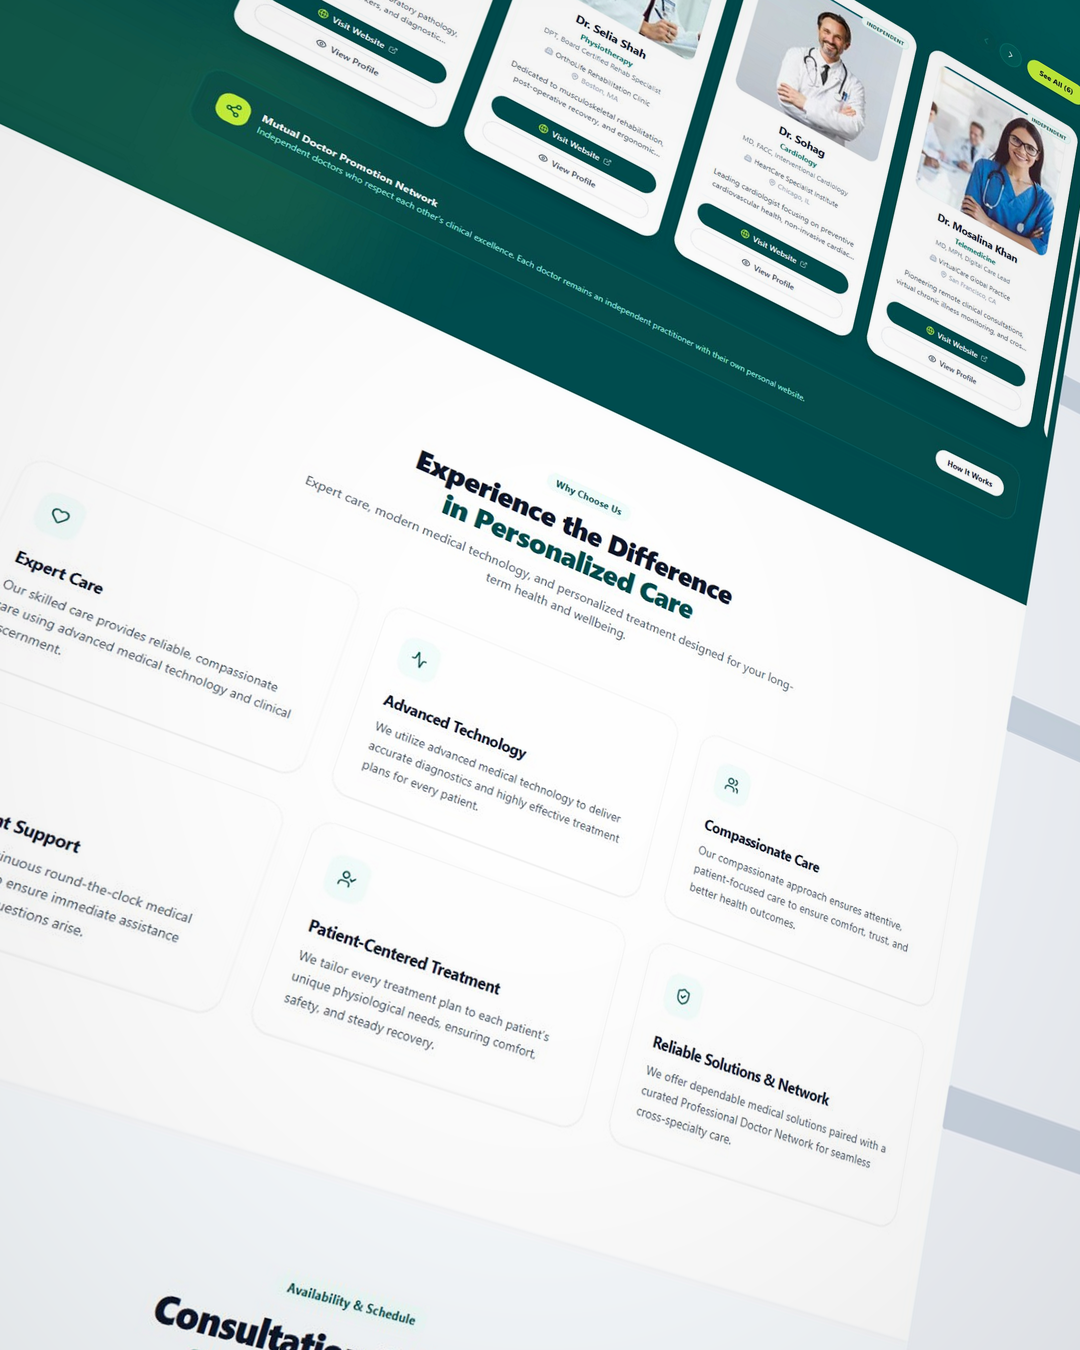 INDEPENDENT
See All (6)
oratory pathology,
zers, and diagnostic...
Visit Website
View Profile
Dr. Selia Shah
Physiotherapy
DPT, Board Certified Rehab Specialist
OrthoLife Rehabilitation Clinic
Boston, MA
Dedicated to musculoskeletal rehabilitation,
post-operative recovery, and ergonomic...
Visit Website
View Profile
Dr. Sohag
Cardiology
MD, FACC, Interventional Cardiology
HeartCare Specialist Institute
Chicago, IL
Leading cardiologist focusing on preventive
cardiovascular health, non-invasive cardiac...
Visit Website
View Profile
INDEPENDENT
Dr. Mosalina Khan
Telemedicine
MD, MPH, Digital Care Lead
VirtualCare Global Practice
San Francisco, CA
Pioneering remote clinical consultations,
virtual chronic illness monitoring, and cros...
Visit Website
View Profile
Mutual Doctor Promotion Network
Independent doctors who respect each other's clinical excellence. Each doctor remains an independent practitioner with their own personal website.
How It Works
Why Choose Us
Experience the Difference
in Personalized Care
Expert care, modern medical technology, and personalized treatment designed for your long-
term health and wellbeing.
Expert Care
Our skilled care provides reliable, compassionate
are using advanced medical technology and clinical
scernment.
Advanced Technology
We utilize advanced medical technology to deliver
accurate diagnostics and highly effective treatment
plans for every patient.
Compassionate Care
Our compassionate approach ensures attentive,
patient-focused care to ensure comfort, trust, and
better health outcomes.
nt Support
inuous round-the-clock medical
o ensure immediate assistance
uestions arise.
Patient-Centered Treatment
We tailor every treatment plan to each patient's
unique physiological needs, ensuring comfort,
safety, and steady recovery.
Reliable Solutions & Network
We offer dependable medical solutions paired with a
curated Professional Doctor Network for seamless
cross-specialty care.
Availability & Schedule
Consultatio